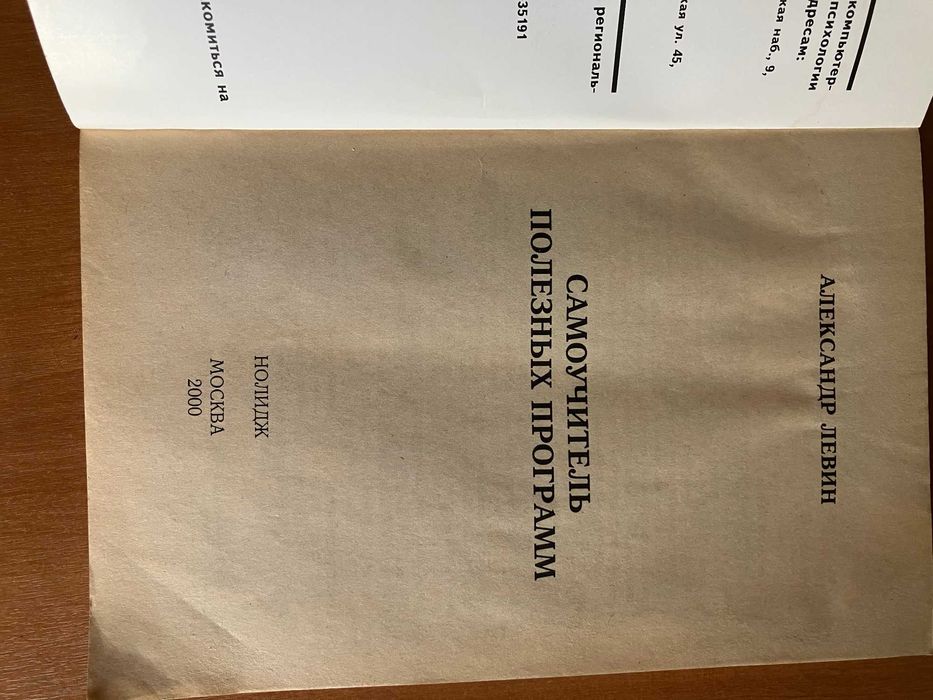 компьютер-
психологии
дресам:
кая наб., 9,
кая ул. 45,
региональ-
35191
комиться на
АЛЕКСАНДР ЛЕВИН
САМОУЧИТЕЛЬ
ПОЛЕЗНЫХ ПРОГРАММ
НОЛИДЖ
МОСКВА
2000